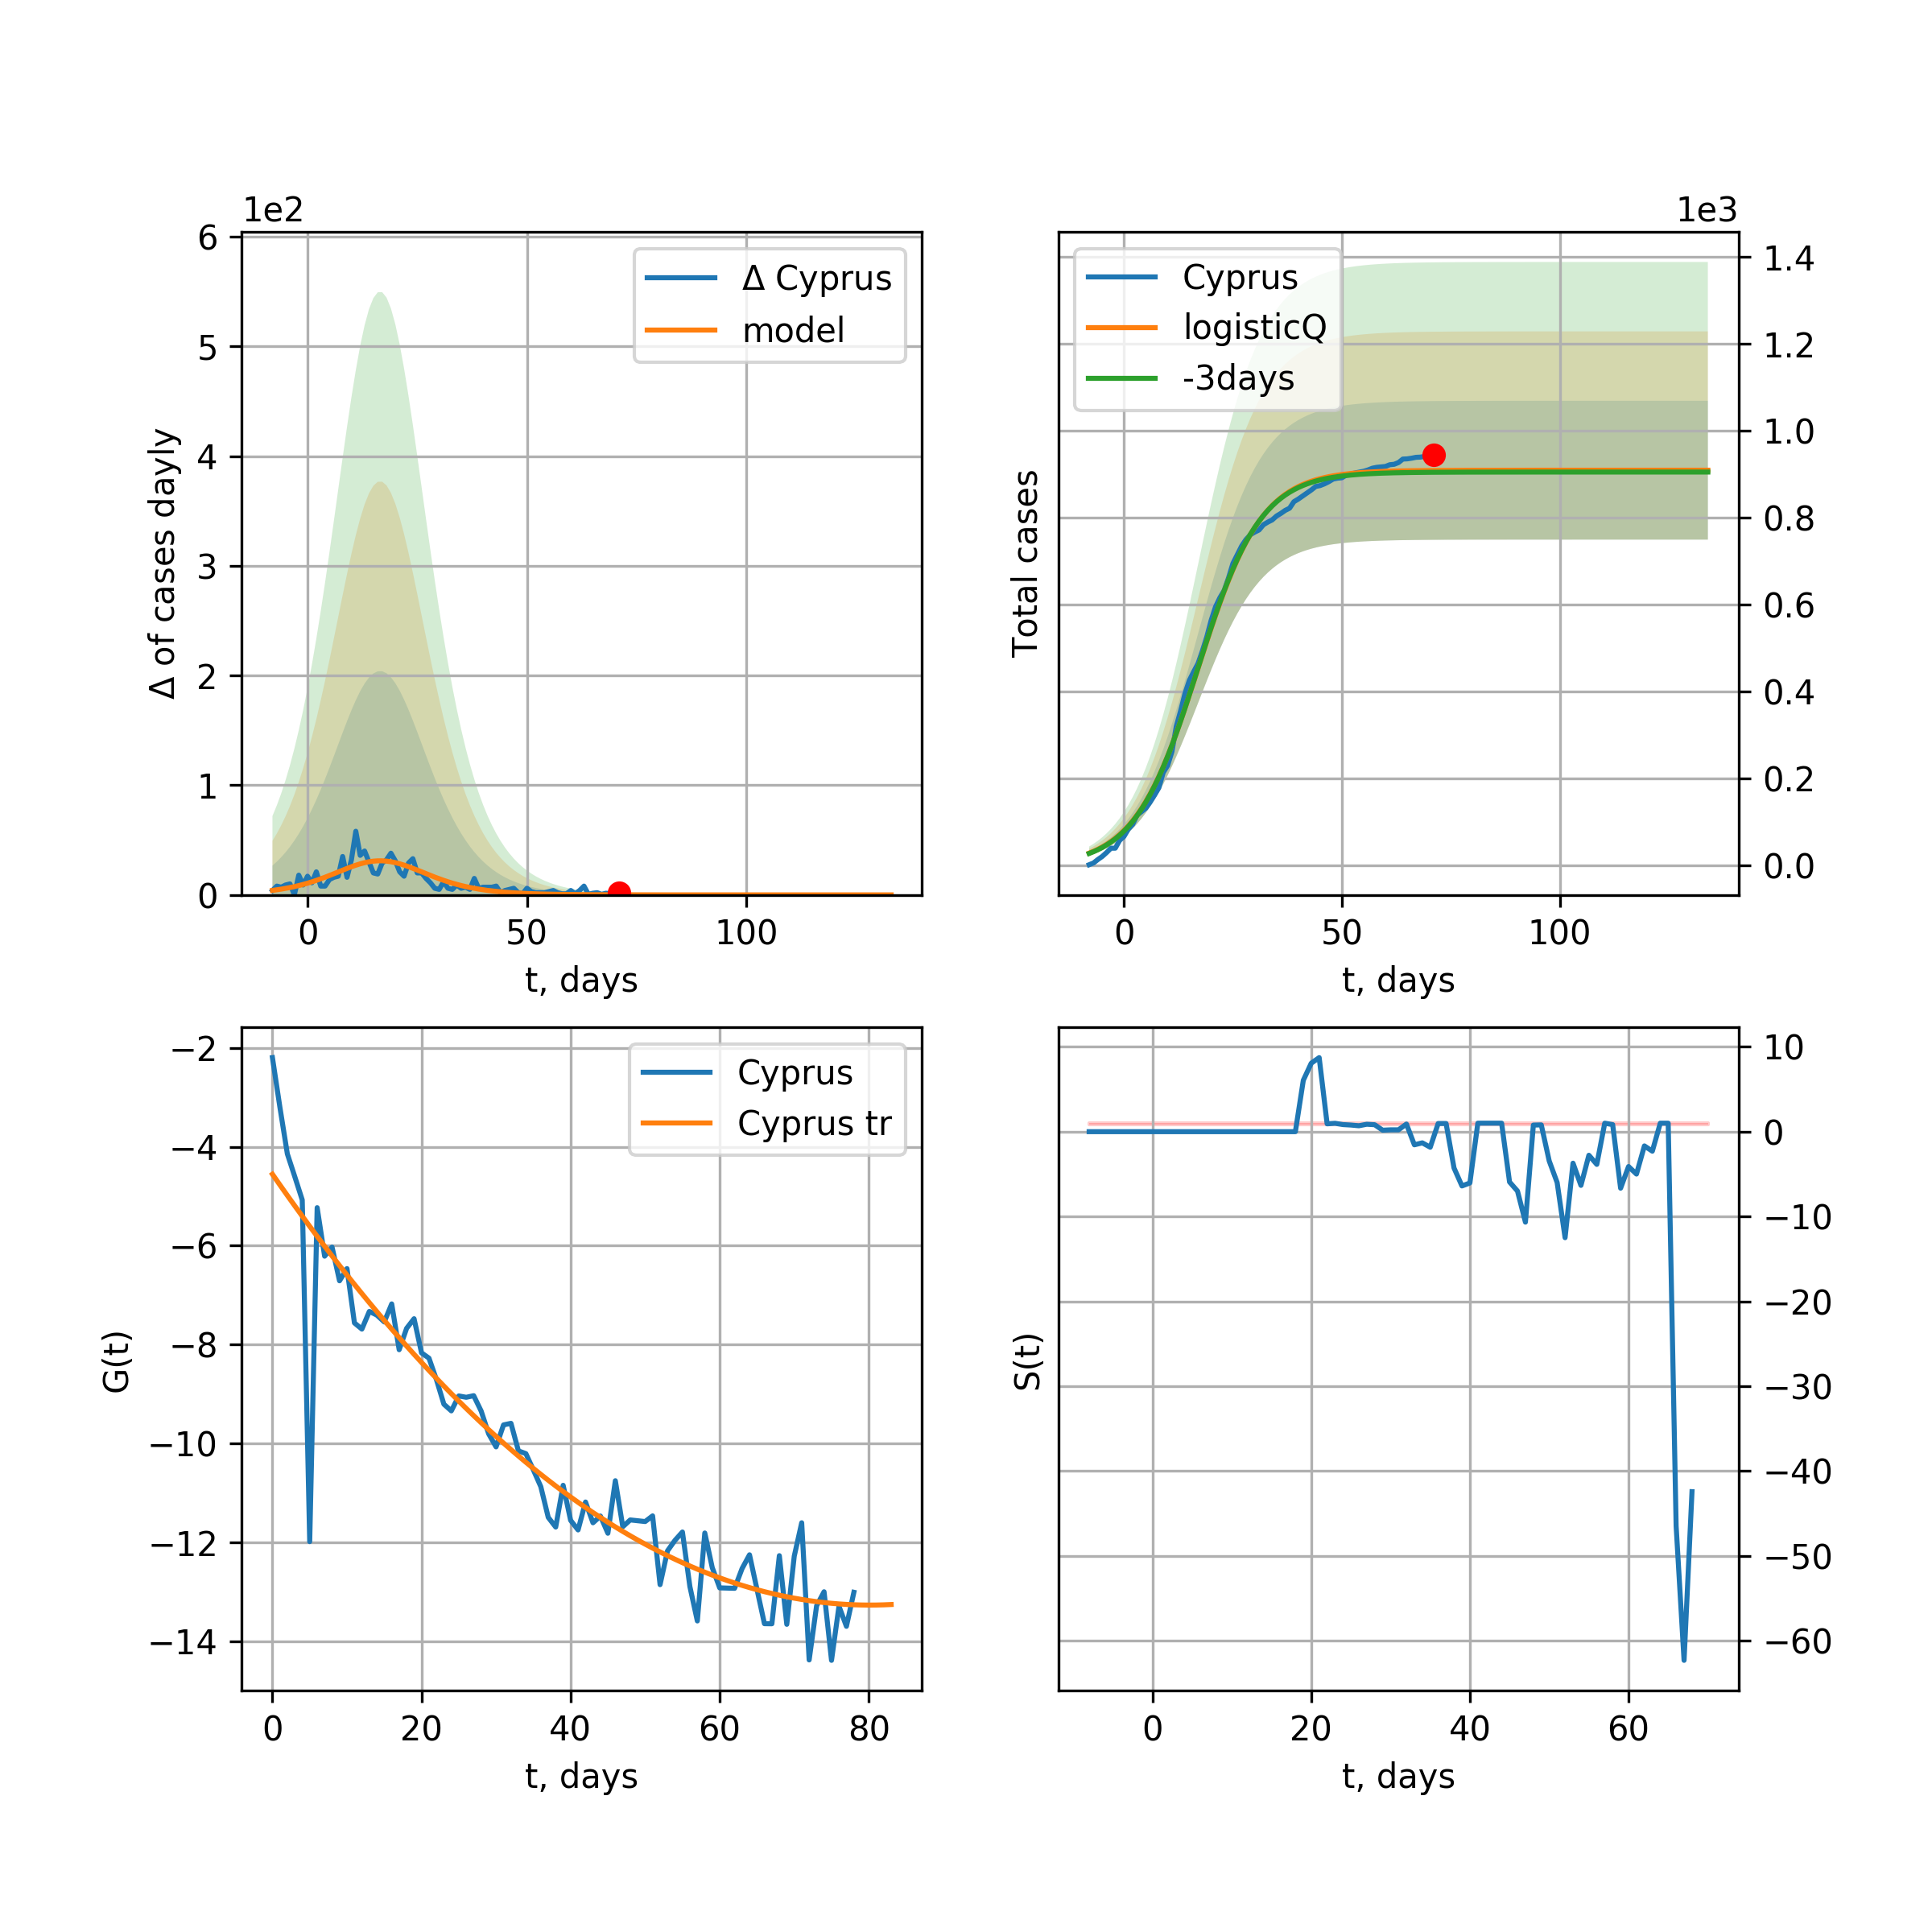 1e2
6
5
4
3
2
1
0
Δ of cases dayly
Δ Cyprus
model
0
50
100
t, days
1e3
Cyprus
logisticQ
-3days
Total cases
1.4
1.2
1.0
0.8
0.6
0.4
0.2
0.0
0
50
100
t, days
−2
−4
−6
−8
−10
−12
−14
G(t)
Cyprus
Cyprus tr
0
20
40
60
80
t, days
S(t)
10
0
−10
−20
−30
−40
−50
−60
0
20
40
60
t, days